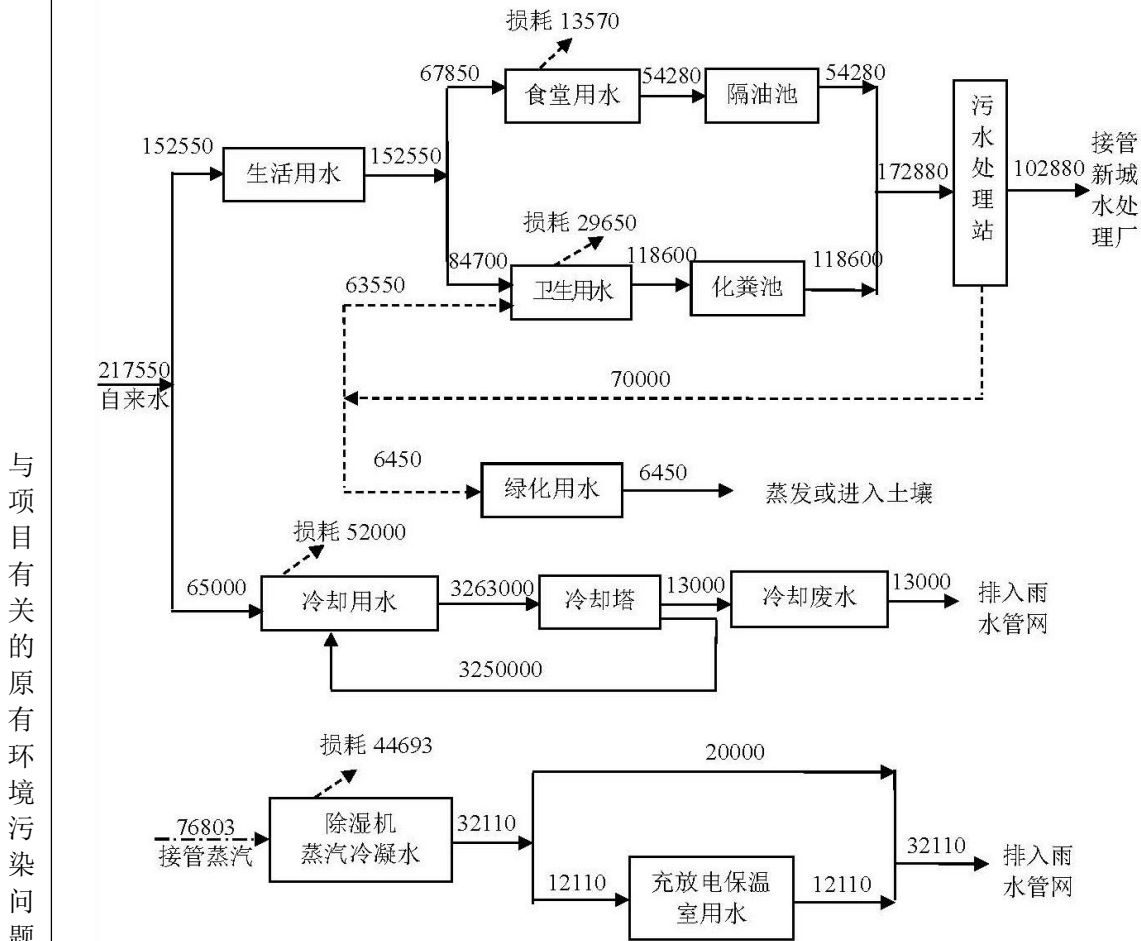 与
项
目
有
关
的
原
有
环
境
污
染
问
题
损耗 13570
67850
食堂用水
54280
隔油池
54280
污
水
处
理
站
152550
生活用水
152550
172880
102880
接管
新城
水处
理厂
损耗 29650
84700
卫生用水
118600
化粪池
118600
63550
217550
自来水
70000
6450
绿化用水
6450
蒸发或进入土壤
损耗 52000
65000
冷却用水
3263000
冷却塔
13000
冷却废水
13000
排入雨
水管网
3250000
损耗 44693
20000
76803
接管蒸汽
除湿机
蒸汽冷凝水
32110
32110
排入雨
水管网
12110
充放电保温
室用水
12110